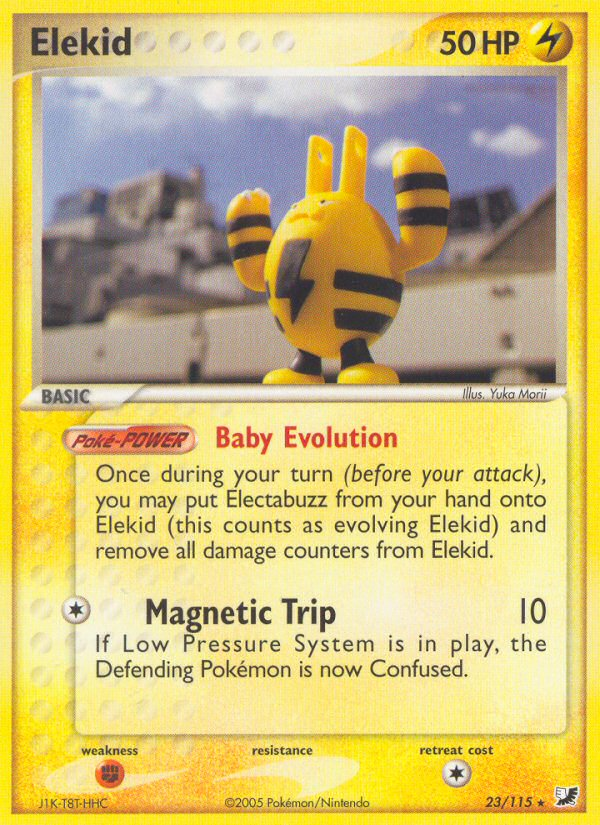 Elekid 50 HP
BASIC Illus. Yuka Morii
Poké-POWER Baby Evolution
Once during your turn (before your attack),
you may put Electabuzz from your hand onto
Elekid (this counts as evolving Elekid) and
remove all damage counters from Elekid.
Magnetic Trip 10
If Low Pressure System is in play, the
Defending Pokémon is now Confused.
weakness resistance retreat cost
J1K-T8T-HHC ©2005 Pokémon/Nintendo 23/115 ★